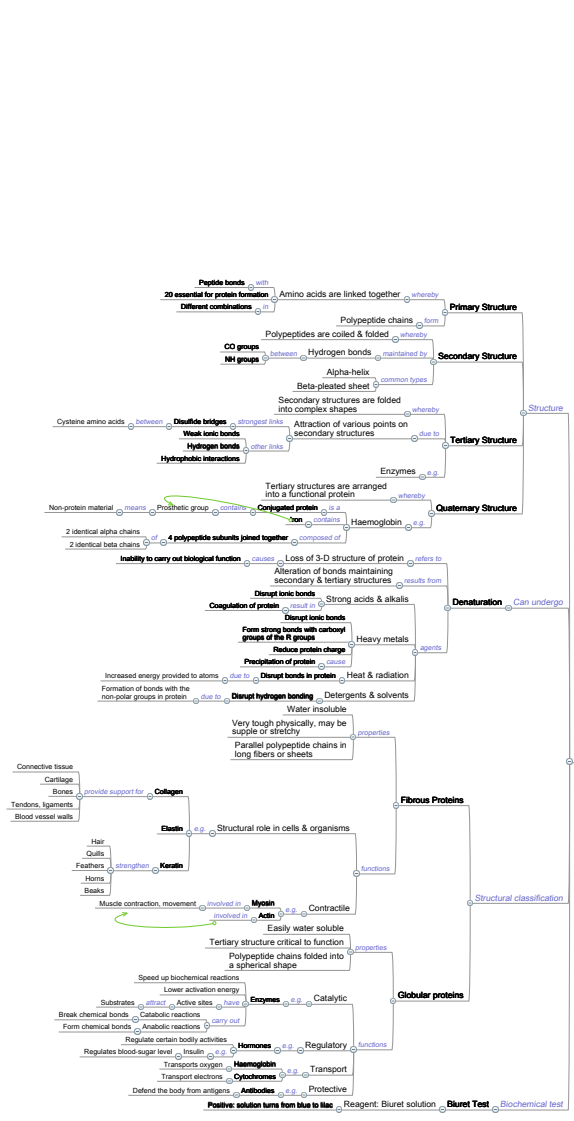 Peptide bonds with
20 essential for protein formation Amino acids are linked together whereby
Different combinations in
Primary Structure
Polypeptide chains form
Polypeptides are coiled & folded whereby
CO groups
NH groups between Hydrogen bonds maintained by Secondary Structure
Alpha-helix
Beta-pleated sheet common types
Structure
Secondary structures are folded
into complex shapes whereby
Cysteine amino acids between Disulfide bridges strongest links Attraction of various points on
secondary structures due to
Weak ionic bonds
Hydrogen bonds other links
Hydrophobic interactions
Tertiary Structure
Enzymes e.g.
Tertiary structures are arranged
into a functional protein whereby
Quaternary Structure
Non-protein material means Prosthetic group contains Conjugated protein is a
Iron contains Haemoglobin e.g.
2 identical alpha chains
2 identical beta chains of 4 polypeptide subunits joined together composed of
Inability to carry out biological function causes Loss of 3-D structure of protein refers to
Alteration of bonds maintaining
secondary & tertiary structures results from
Denaturation Can undergo
Disrupt ionic bonds
Coagulation of protein result in Strong acids & alkalis
Disrupt ionic bonds
Form strong bonds with carboxyl
groups of the R groups Heavy metals
Reduce protein charge agents
Precipitation of protein cause
Increased energy provided to atoms due to Disrupt bonds in protein Heat & radiation
Formation of bonds with the
non-polar groups in protein due to Disrupt hydrogen bonding Detergents & solvents
Water insoluble
Very tough physically, may be
supple or stretchy properties
Parallel polypeptide chains in
long fibers or sheets
Fibrous Proteins
Connective tissue
Cartilage
Bones provide support for Collagen
Tendons, ligaments
Blood vessel walls
Elastin e.g. Structural role in cells & organisms
Hair
Quills
Feathers strengthen Keratin
Horns
Beaks
functions
Structural classification
Muscle contraction, movement involved in Myosin
involved in Actin e.g. Contractile
Easily water soluble
Tertiary structure critical to function properties
Polypeptide chains folded into
a spherical shape
Globular proteins
Speed up biochemical reactions
Lower activation energy
Substrates attract Active sites have Enzymes e.g. Catalytic
Break chemical bonds Catabolic reactions
Form chemical bonds Anabolic reactions carry out
Regulate certain bodily activities
Regulates blood-sugar level Insulin e.g. Hormones e.g. Regulatory functions
Transports oxygen Haemoglobin
Transport electrons Cytochromes e.g. Transport
Defend the body from antigens Antibodies e.g. Protective
Positive: solution turns from blue to lilac Reagent: Biuret solution Biuret Test Biochemical test